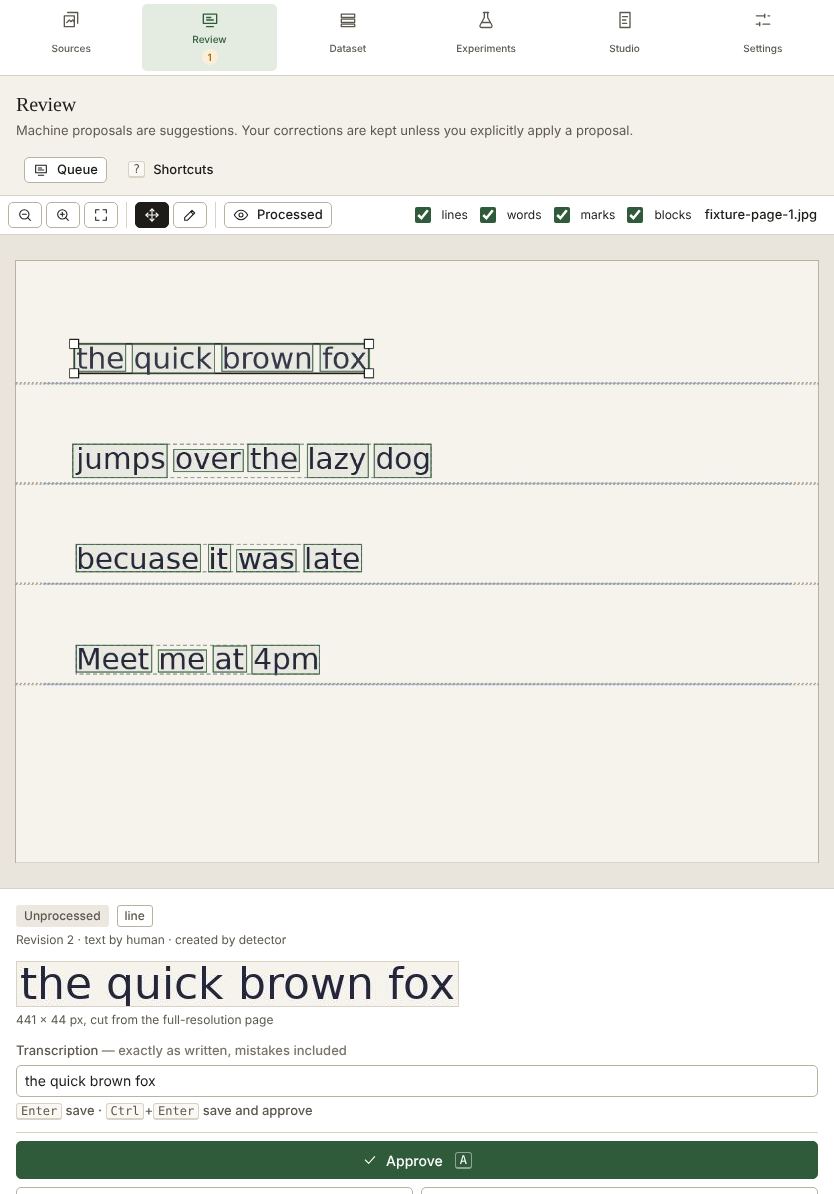 Sources
Review
1
Dataset
Experiments
Studio
Settings
Review
Machine proposals are suggestions. Your corrections are kept unless you explicitly apply a proposal.
Queue
? Shortcuts
Processed
lines words marks blocks fixture-page-1.jpg
the quick brown fox
jumps over the lazy dog
becuase it was late
Meet me at 4pm
Unprocessed line
Revision 2 · text by human · created by detector
the quick brown fox
441 × 44 px, cut from the full-resolution page
Transcription — exactly as written, mistakes included
the quick brown fox
Enter save · Ctrl+Enter save and approve
Approve A